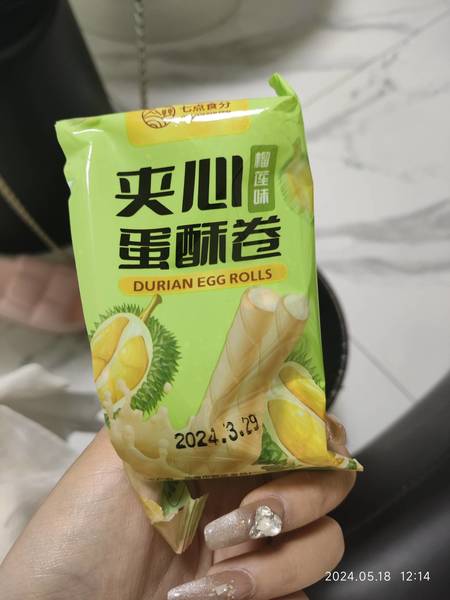 七点食分
夹心
榴莲味
蛋酥卷
DURIAN EGG ROLLS
2024.3.29
2024.05.18 12:14